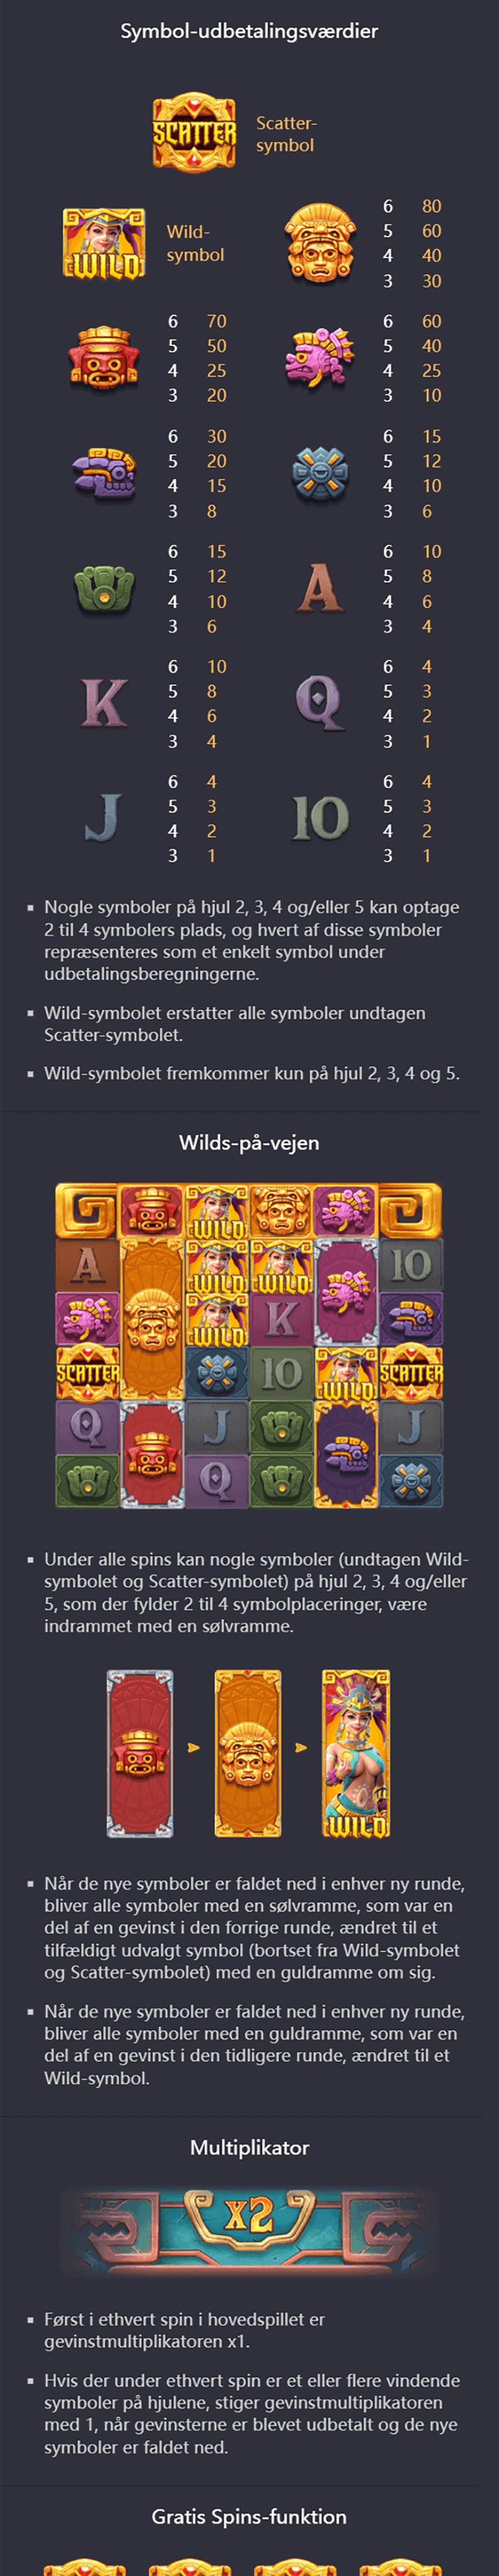 Symbol-udbetalingsværdier
SCATTER
Scatter-
symbol
WILD
Wild-
symbol
6 80
5 60
4 40
3 30
6 70
5 50
4 25
3 20
6 60
5 40
4 25
3 10
6 30
5 20
4 15
3 8
6 15
5 12
4 10
3 6
6 15
5 12
4 10
3 6
A
6 10
5 8
6 4 6
3 4
K
6 10
5 8
4 6
3 4
Q
6 4
5 3
4 2
3 1
J
6 4
5 3
4 2
3 1
10
6 4
5 3
4 2
3 1
▪ Nogle symboler på hjul 2, 3, 4 og/eller 5 kan optage
2 til 4 symbolers plads, og hvert af disse symboler
repræsenteres som et enkelt symbol under
udbetalingsberegningerne.
▪ Wild-symbolet erstatter alle symboler undtagen
Scatter-symbolet.
▪ Wild-symbolet fremkommer kun på hjul 2, 3, 4 og 5.
Wilds-på-vejen
WILD
A WILD WILD 10
WILD K
SCATTER 10 WILD SCATTER
Q J J
Q
▪ Under alle spins kan nogle symboler (undtagen Wild-
symbolet og Scatter-symbolet) på hjul 2, 3, 4 og/eller
5, som der fylder 2 til 4 symbolplaceringer, være
indrammet med en sølvramme.
WILD
▪ Når de nye symboler er faldet ned i enhver ny runde,
bliver alle symboler med en sølvramme, som var en
del af en gevinst i den forrige runde, ændret til et
tilfældigt udvalgt symbol (bortset fra Wild-symbolet
og Scatter-symbolet) med en guldramme om sig.
▪ Når de nye symboler er faldet ned i enhver ny runde,
bliver alle symboler med en guldramme, som var en
del af en gevinst i den tidligere runde, ændret til et
Wild-symbol.
Multiplikator
x2
▪ Først i ethvert spin i hovedspillet er
gevinstmultiplikatoren x1.
▪ Hvis der under ethvert spin er et eller flere vindende
symboler på hjulene, stiger gevinstmultiplikatoren
med 1, når gevinsterne er blevet udbetalt og de nye
symboler er faldet ned.
Gratis Spins-funktion